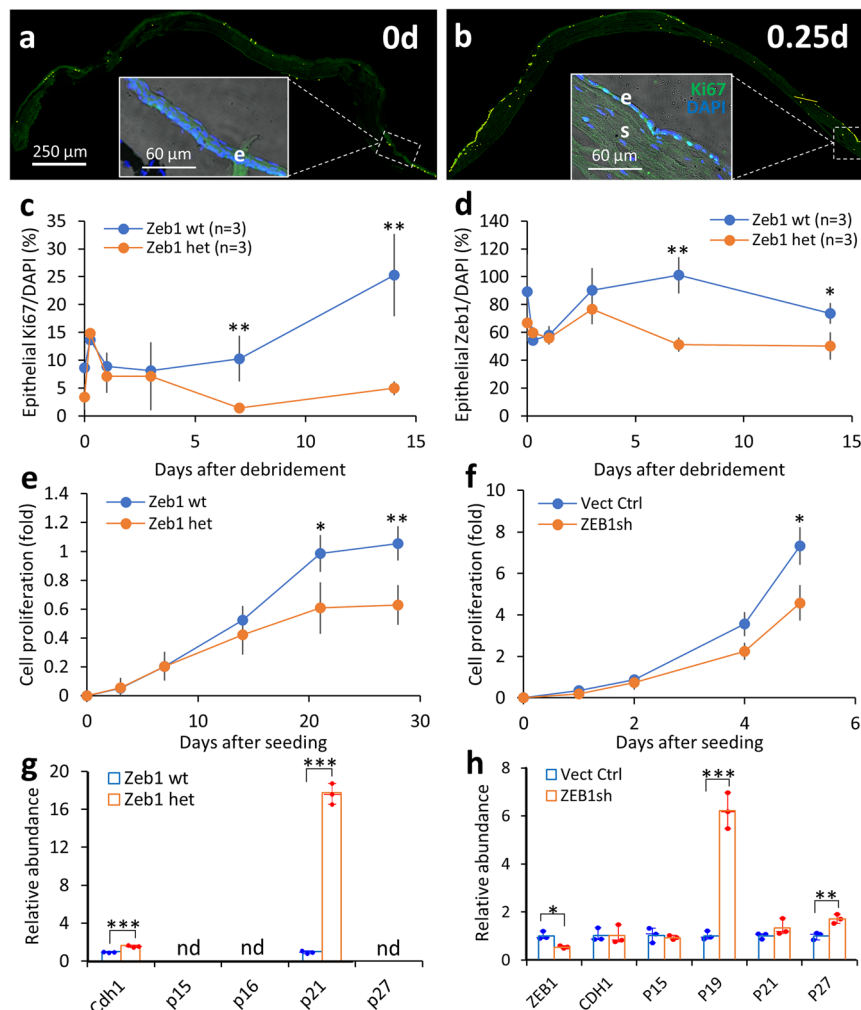 a
0d
e
250 µm
60 µm
b
0.25d
Ki67
DAPI
e
s
60 µm
c
Zeb1 wt (n=3)
Zeb1 het (n=3)
**
**
Epithelial Ki67/DAPI (%)
35
30
25
20
15
10
5
0
0
5
10
15
Days after debridement
d
Zeb1 wt (n=3)
Zeb1 het (n=3)
**
*
Epithelial Zeb1/DAPI (%)
140
120
100
80
60
40
20
0
0
5
10
15
Days after debridement
e
Zeb1 wt
Zeb1 het
*
**
Cell proliferation (fold)
1.4
1.2
1
0.8
0.6
0.4
0.2
0
0
10
20
30
Days after seeding
f
Vect Ctrl
ZEB1sh
*
Cell proliferation (fold)
10
8
6
4
2
0
0
2
4
6
Days after seeding
g
Zeb1 wt
Zeb1 het
***
***
Relative abundance
20
16
12
8
4
0
nd
nd
nd
Cdh1
p15
p16
p21
p27
h
Vect Ctrl
ZEB1sh
*
***
**
Relative abundance
8
6
4
2
0
ZEB1
CDH1
P15
P19
P21
P27